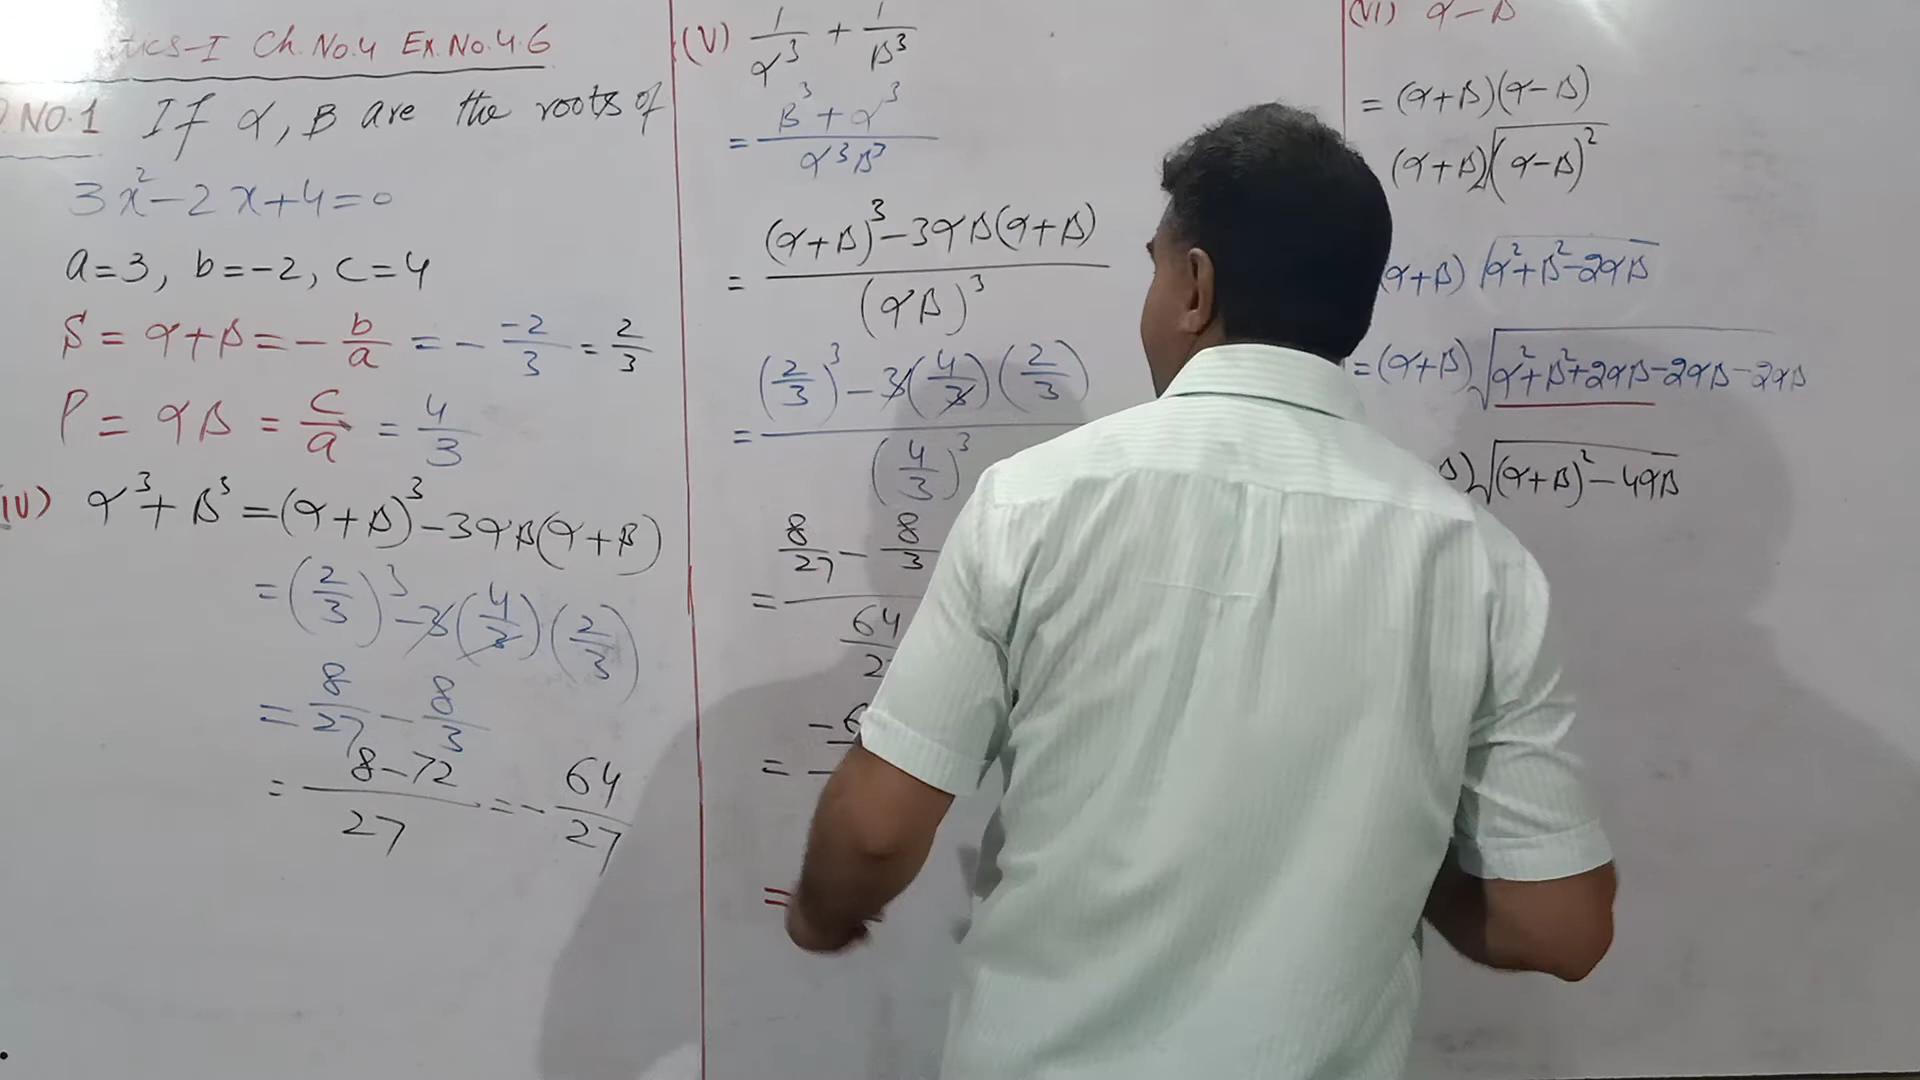 tics-I Ch.No.4 Ex.No.4.6
Q.NO.1 If α, β are the roots of
3x²-2x+4=0
a=3, b=-2, c=4
S = α+β = -b/a = - -2/3 = 2/3
P = αβ = c/a = 4/3
(iv) α³+β³ = (α+β)³-3αβ(α+β)
= (2/3)³-3(4/3)(2/3)
= 8/27 - 8/3
= 8-72/27 = - 64/27
(V) 1/α³ + 1/β³
= β³+α³/α³β³
= (α+β)³-3αβ(α+β)/(αβ)³
= (2/3)³-3(4/3)(2/3)/(4/3)³
= 8/27 - 8/3 / 64/2
= -6
=
(VI) α-β
= (α+β)(α-β)
(α+β)√(α-β)²
α+β) √α²+β²-2αβ
= (α+β) √α²+β²+2αβ-2αβ-2αβ
β) √(α+β)²-4αβ